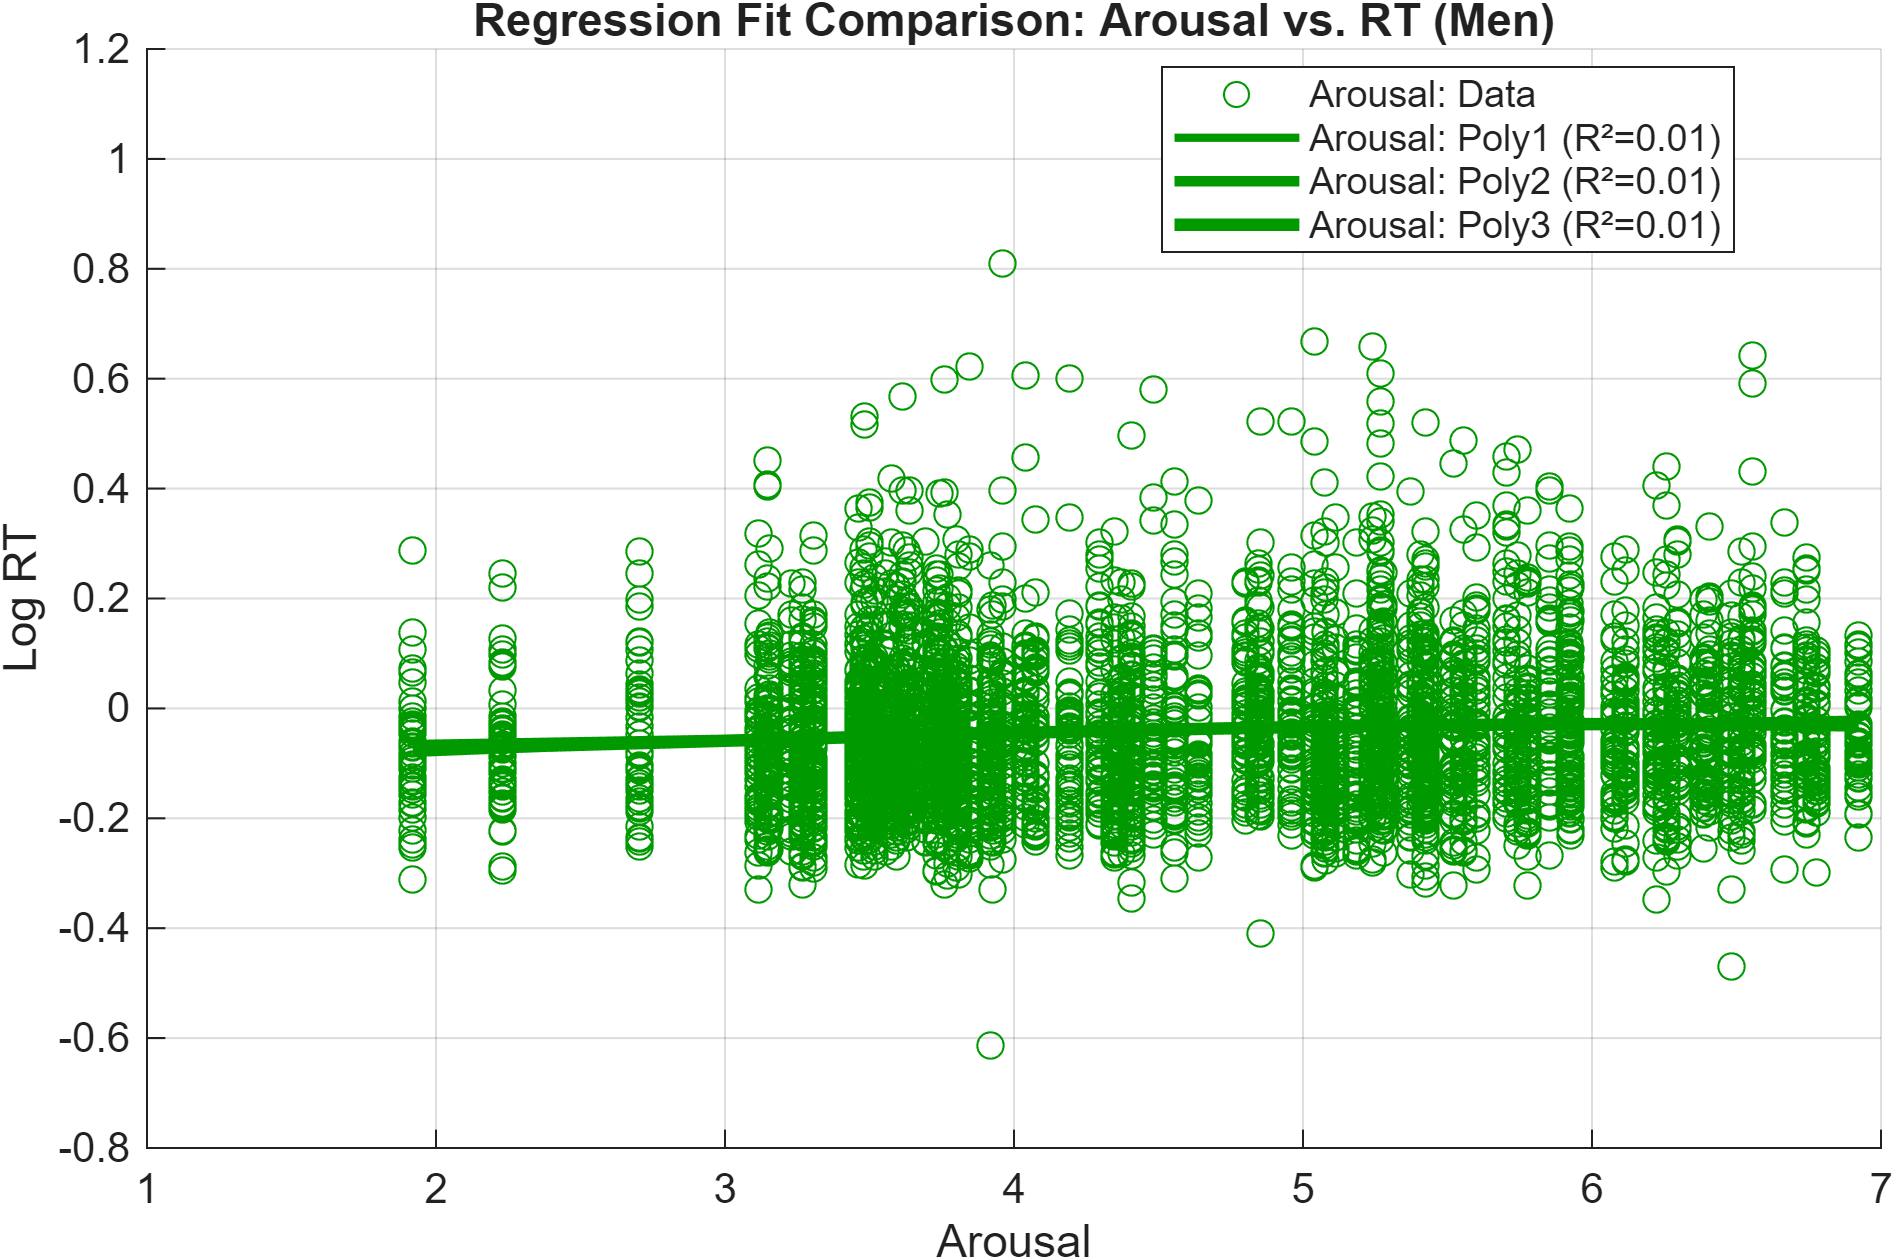 Regression Fit Comparison: Arousal vs. RT (Men)
Arousal: Data
Arousal: Poly1 (R²=0.01)
Arousal: Poly2 (R²=0.01)
Arousal: Poly3 (R²=0.01)
1.2
1
0.8
0.6
0.4
0.2
0
-0.2
-0.4
-0.6
-0.8
Log RT
1 2 3 4 5 6 7
Arousal